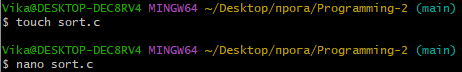 Vika@DESKTOP-DEC8RV4 MINGW64 ~/Desktop/прога/Programming-2 (main)
$ touch sort.c
Vika@DESKTOP-DEC8RV4 MINGW64 ~/Desktop/прога/Programming-2 (main)
$ nano sort.c